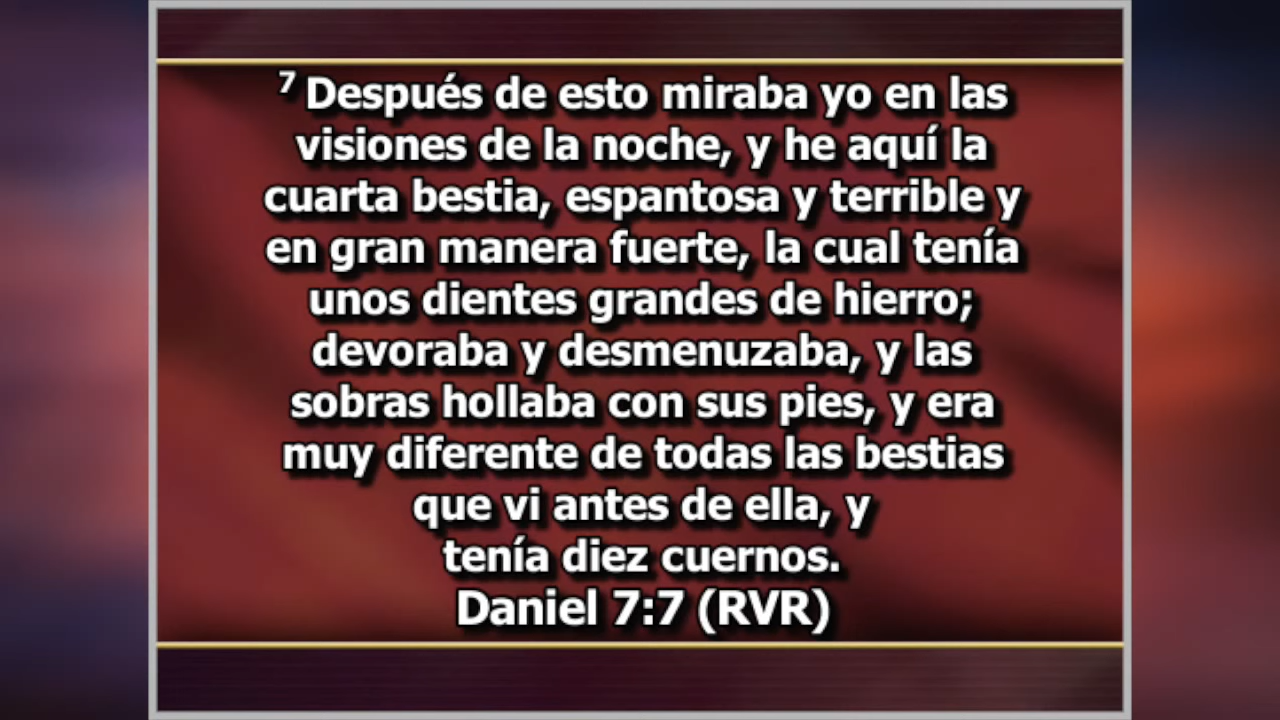 7 Después de esto miraba yo en las
visiones de la noche, y he aquí la
cuarta bestia, espantosa y terrible y
en gran manera fuerte, la cual tenía
unos dientes grandes de hierro;
devoraba y desmenuzaba, y las
sobras hollaba con sus pies, y era
muy diferente de todas las bestias
que vi antes de ella, y
tenía diez cuernos.
Daniel 7:7 (RVR)